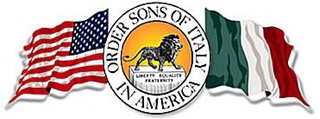 ORDER SONS OF ITALY
LIBERTY EQUALITY
FRATERNITY
IN AMERICA